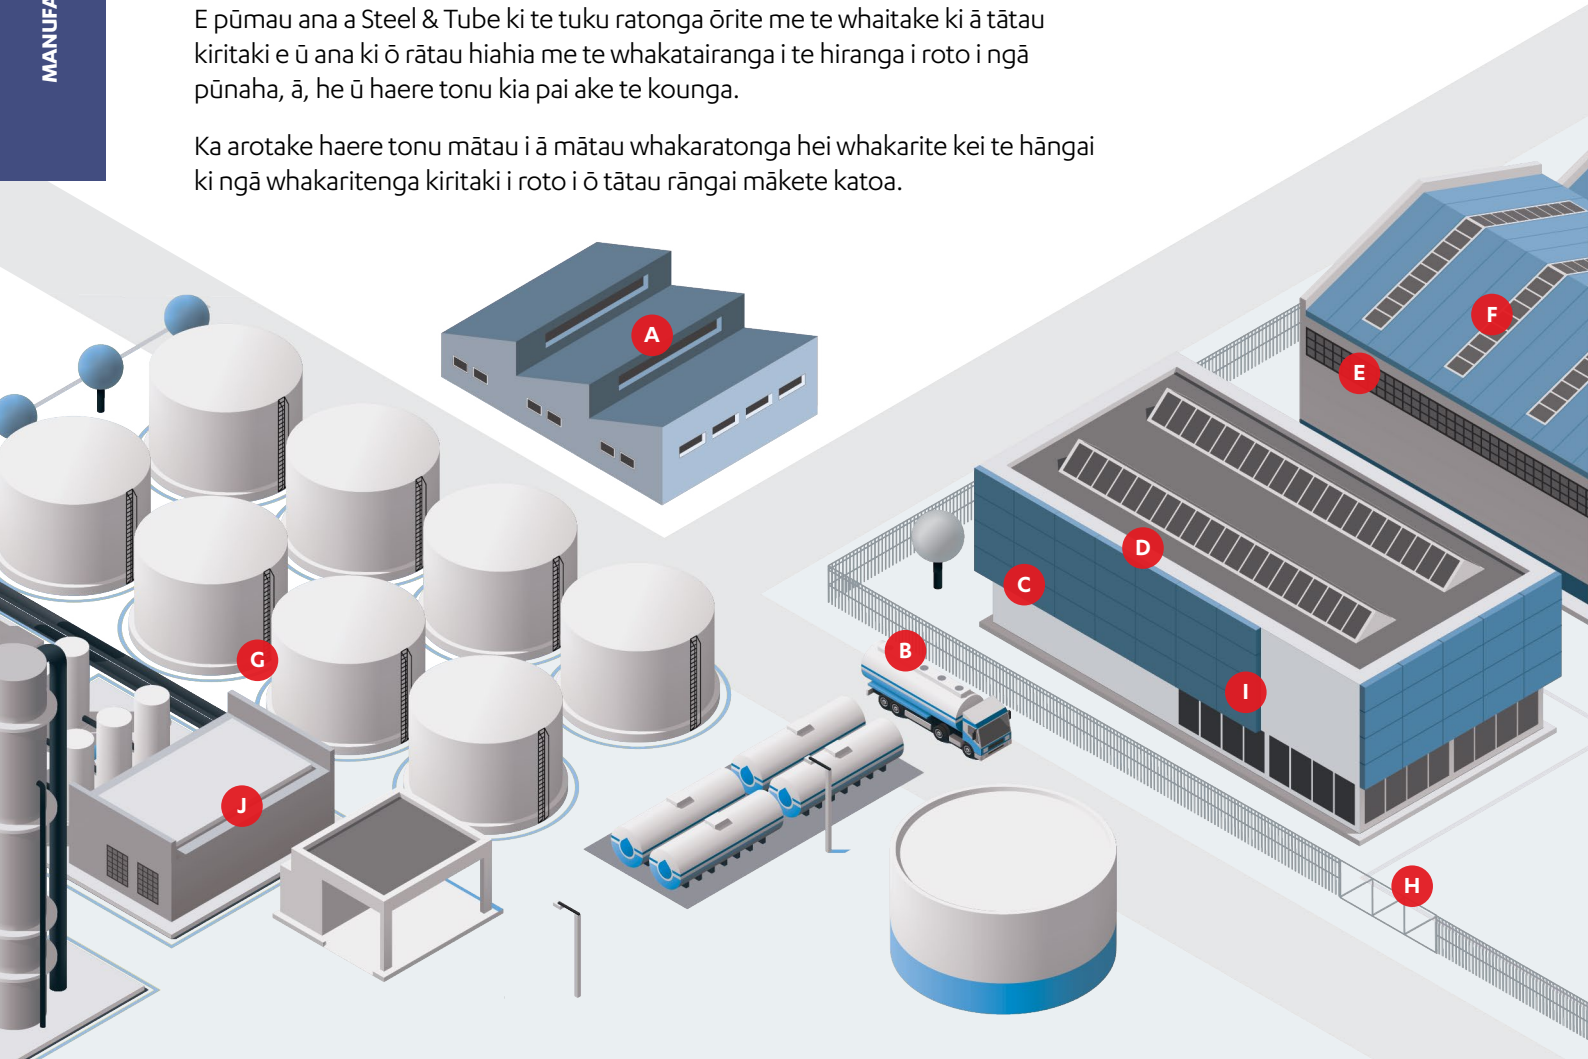 MANUFA
E pūmau ana a Steel & Tube ki te tuku ratonga ōrite me te whaitake ki ā tātau
kiritaki e ū ana ki ō rātau hiahia me te whakatairanga i te hiranga i roto i ngā
pūnaha, ā, he ū haere tonu kia pai ake te kounga.
Ka arotake haere tonu mātau i ā mātau whakaratonga hei whakarite kei te hāngai
ki ngā whakaritenga kiritaki i roto i ō tātau rāngai mākete katoa.
A
F
E
D
C
B
G
I
J
H